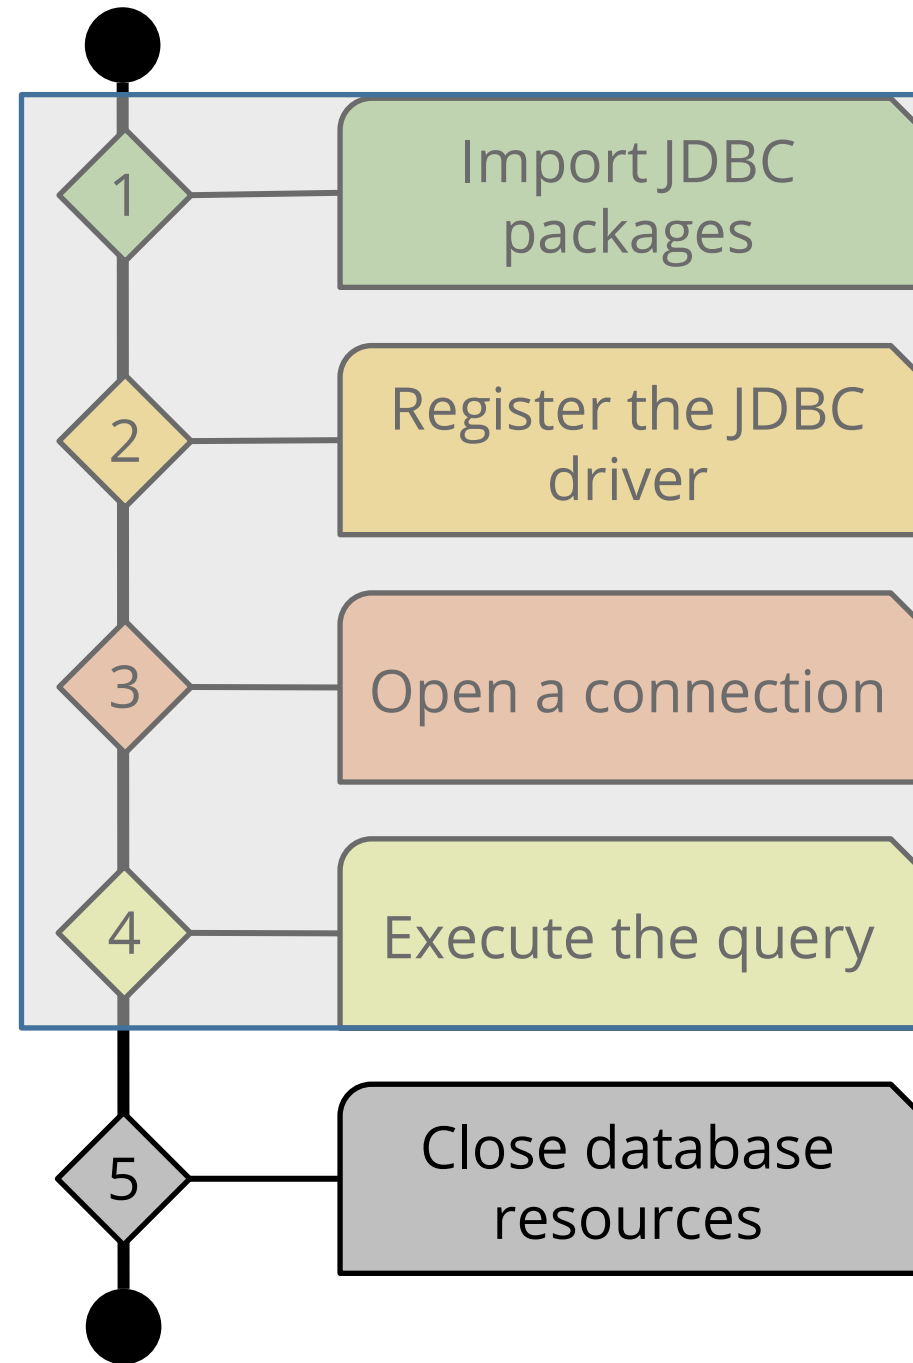 1
Import JDBC
packages
2
Register the JDBC
driver
3
Open a connection
4
Execute the query
5
Close database
resources